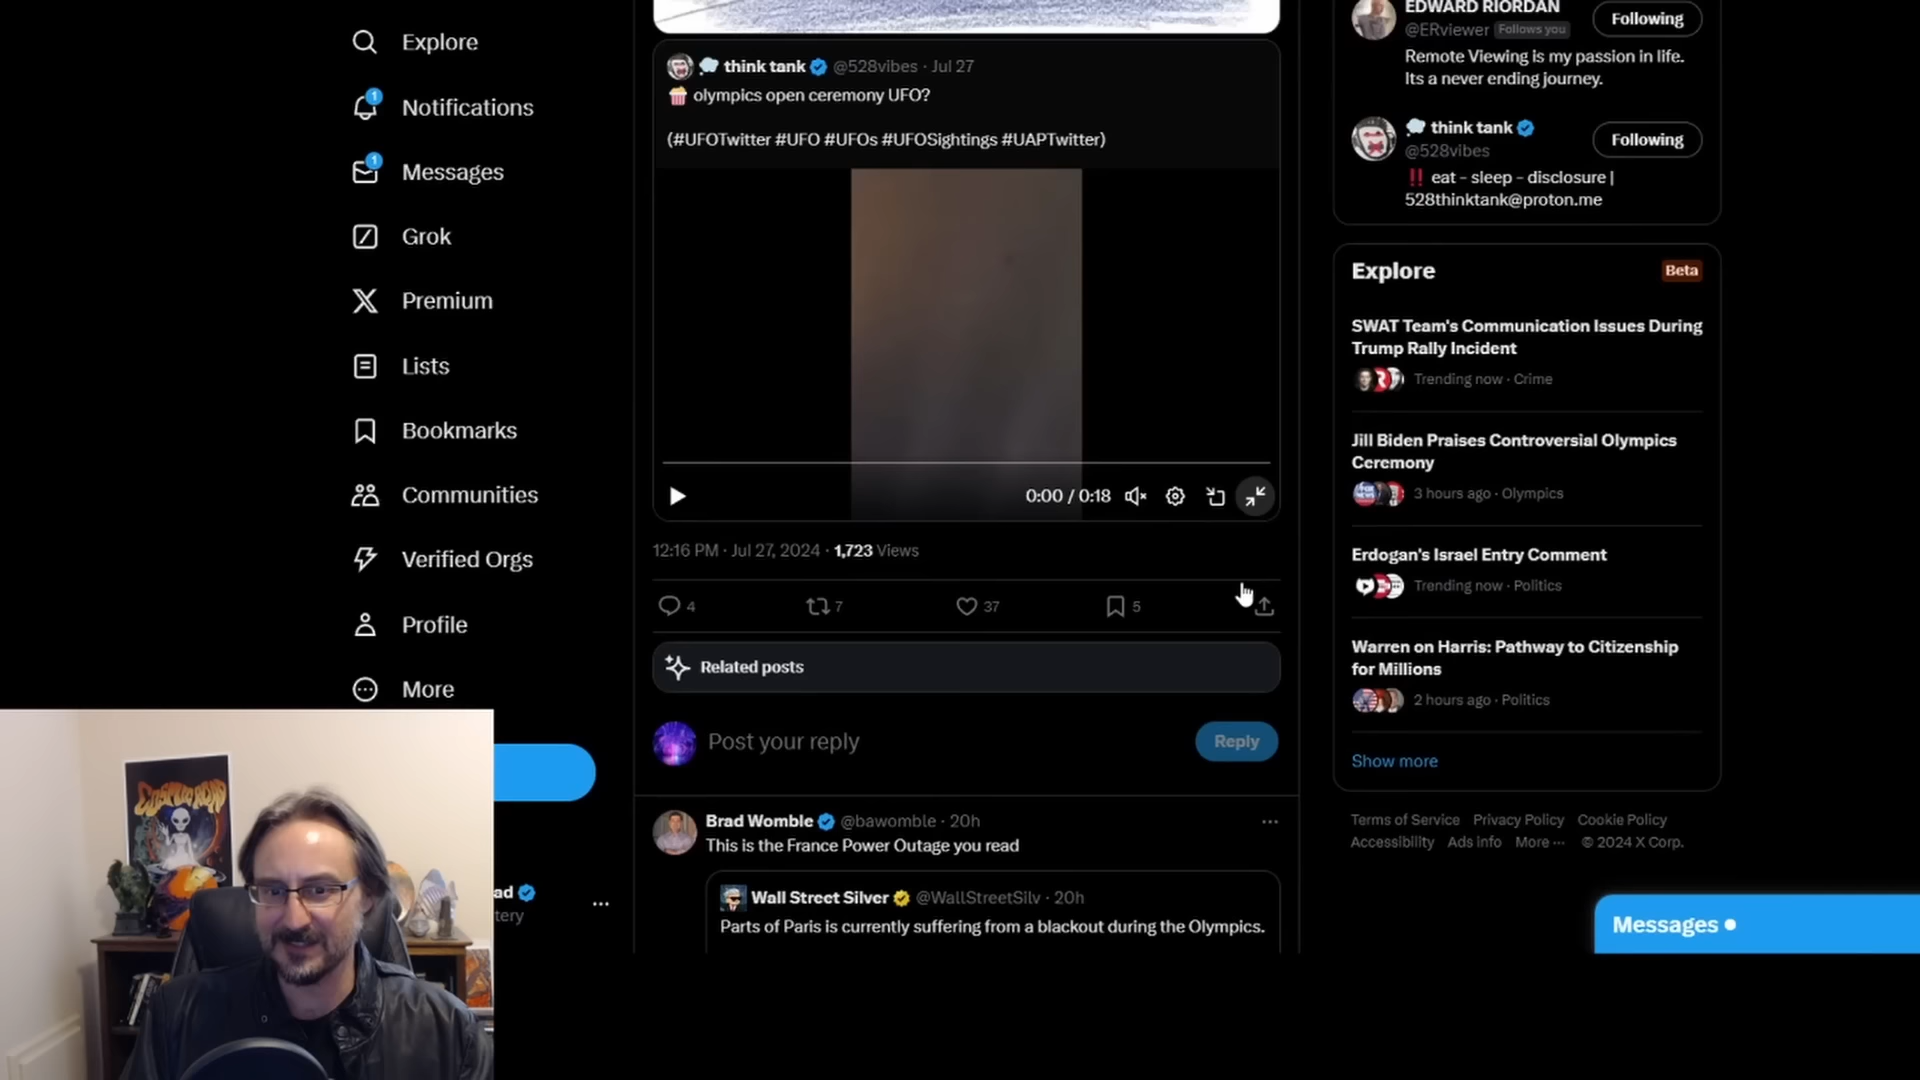 Explore
Notifications
1
Messages
1
Grok
Premium
Lists
Bookmarks
Communities
Verified Orgs
Profile
More
ad
tery
COSMIC ROAD
think tank @528vibes · Jul 27
olympics open ceremony UFO?
(#UFOTwitter #UFO #UFOs #UFOSightings #UAPTwitter)
0:00 / 0:18
12:16 PM · Jul 27, 2024 · 1,723 Views
4 7 37 5
Related posts
Post your reply
Reply
Brad Womble @bawomble · 20h
This is the France Power Outage you read
Wall Street Silver @WallStreetSilv · 20h
Parts of Paris is currently suffering from a blackout during the Olympics.
EDWARD RIORDAN
@ERviewer Follows you
Following
Remote Viewing is my passion in life.
Its a never ending journey.
think tank
@528vibes
Following
eat - sleep - disclosure |
528thinktank@proton.me
Explore
Beta
SWAT Team's Communication Issues During
Trump Rally Incident
Trending now · Crime
Jill Biden Praises Controversial Olympics
Ceremony
3 hours ago · Olympics
Erdogan's Israel Entry Comment
Trending now · Politics
Warren on Harris: Pathway to Citizenship
for Millions
2 hours ago · Politics
Show more
Terms of Service Privacy Policy Cookie Policy
Accessibility Ads info More ··· © 2024 X Corp.
Messages